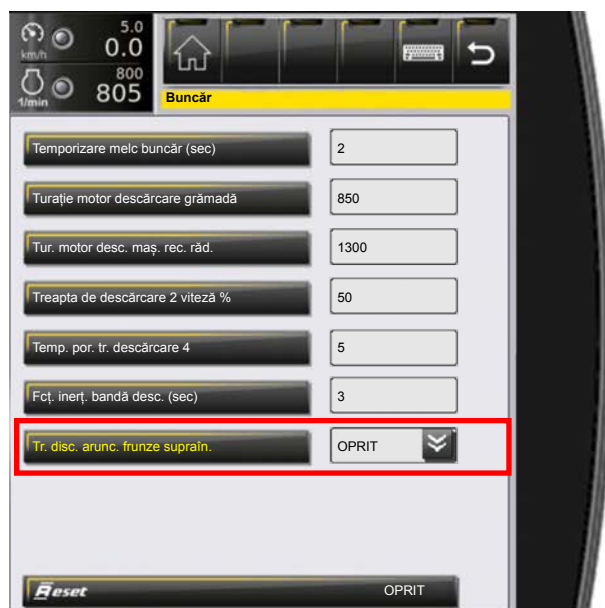 5.0
km/h 0.0
800
1/min 805
Buncăr
Temporizare melc buncăr (sec) 2
Turație motor descărcare grămadă 850
Tur. motor desc. maș. rec. răd. 1300
Treapta de descărcare 2 viteză % 50
Temp. por. tr. descărcare 4 5
Fcț. inerț. bandă desc. (sec) 3
Tr. disc. arunc. frunze supraîn. OPRIT
Reset OPRIT